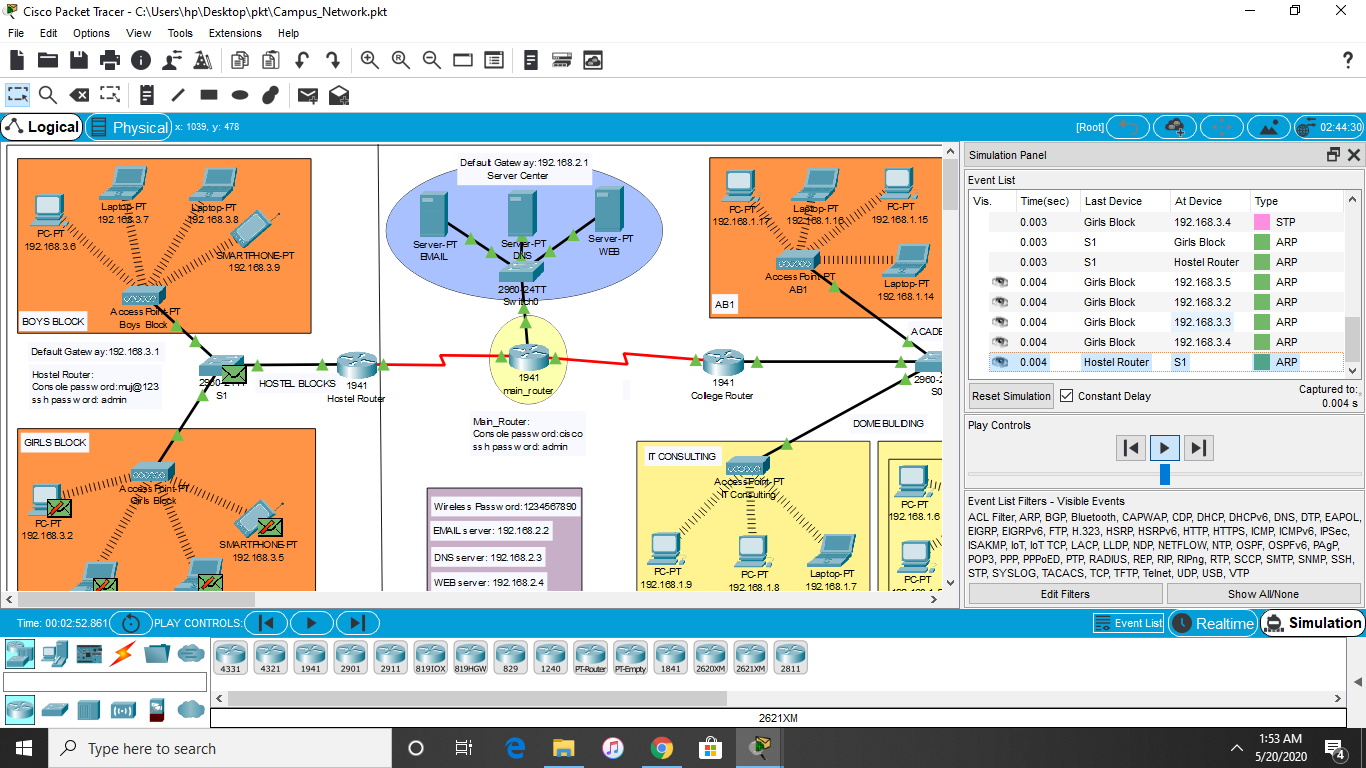 Cisco Packet Tracer - C:\Users\hp\Desktop\pkt\Campus_Network.pkt
File Edit Options View Tools Extensions Help
Logical Physical x: 1039, y: 478 [Root] 02:44:30
PC-PT
192.168.3.6
Laptop-PT
192.168.3.7
Laptop-PT
192.168.3.8
SMARTPHONE-PT
192.168.3.9
Access Point-PT
Boys Block
BOYS BLOCK
Default Gateway:192.168.3.1
Hostel Router:
Console password:muj@123
ssh password: admin
S1
HOSTEL BLOCKS
1941
Hostel Router
GIRLS BLOCK
Access Point-PT
Girls Block
PC-PT
192.168.3.2
SMARTPHONE-PT
192.168.3.5
Default Gateway:192.168.2.1
Server Center
Server-PT
EMAIL
Server-PT
DNS
Server-PT
WEB
2960-24TT
Switch0
1941
main_router
Main_Router:
Console password:cisco
ssh password: admin
Wireless Password:1234567890
EMAIL server: 192.168.2.2
DNS server: 192.168.2.3
WEB server: 192.168.2.4
PC-PT
192.168.1.17
Laptop-PT
192.168.1.16
PC-PT
192.168.1.15
Laptop-PT
192.168.1.14
Access Point-PT
AB1
AB1
ACADE
1941
College Router
2960-2
S0
DOME BULIDING
IT CONSULTING
Access Point-PT
IT Consulting
PC-PT
192.168.1.9
PC-PT
192.168.1.8
Laptop-PT
192.168.1.7
PC-PT
192.168.1.6
PC-PT
Simulation Panel
Event List
Vis. Time(sec) Last Device At Device Type
0.003 Girls Block 192.168.3.4 STP
0.003 S1 Girls Block ARP
0.003 S1 Hostel Router ARP
0.004 Girls Block 192.168.3.5 ARP
0.004 Girls Block 192.168.3.2 ARP
0.004 Girls Block 192.168.3.3 ARP
0.004 Girls Block 192.168.3.4 ARP
0.004 Hostel Router S1 ARP
Reset Simulation Constant Delay Captured to:
0.004 s
Play Controls
Event List Filters - Visible Events
ACL Filter, ARP, BGP, Bluetooth, CAPWAP, CDP, DHCP, DHCPv6, DNS, DTP, EAPOL,
EIGRP, EIGRPv6, FTP, H.323, HSRP, HSRPv6, HTTP, HTTPS, ICMP, ICMPv6, IPSec,
ISAKMP, IoT, IoT TCP, LACP, LLDP, NDP, NETFLOW, NTP, OSPF, OSPFv6, PAgP,
POP3, PPP, PPPoED, PTP, RADIUS, REP, RIP, RIPng, RTP, SCCP, SMTP, SNMP, SSH,
STP, SYSLOG, TACACS, TCP, TFTP, Telnet, UDP, USB, VTP
Edit Filters Show All/None
Time: 00:02:52.861 PLAY CONTROLS: Event List Realtime Simulation
4331 4321 1941 2901 2911 819IOX 819HGW 829 1240 PT-Router PT-Empty 1841 2620XM 2621XM 2811
2621XM
Type here to search
1:53 AM
5/20/2020
4